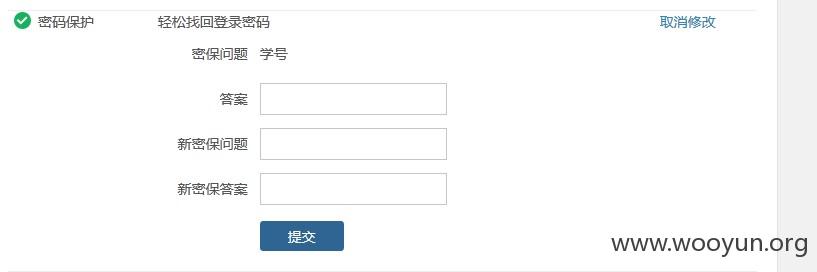 密码保护 轻松找回登录密码 取消修改
密保问题 学号
答案
新密保问题
新密保答案
提交
www.wooyun.org